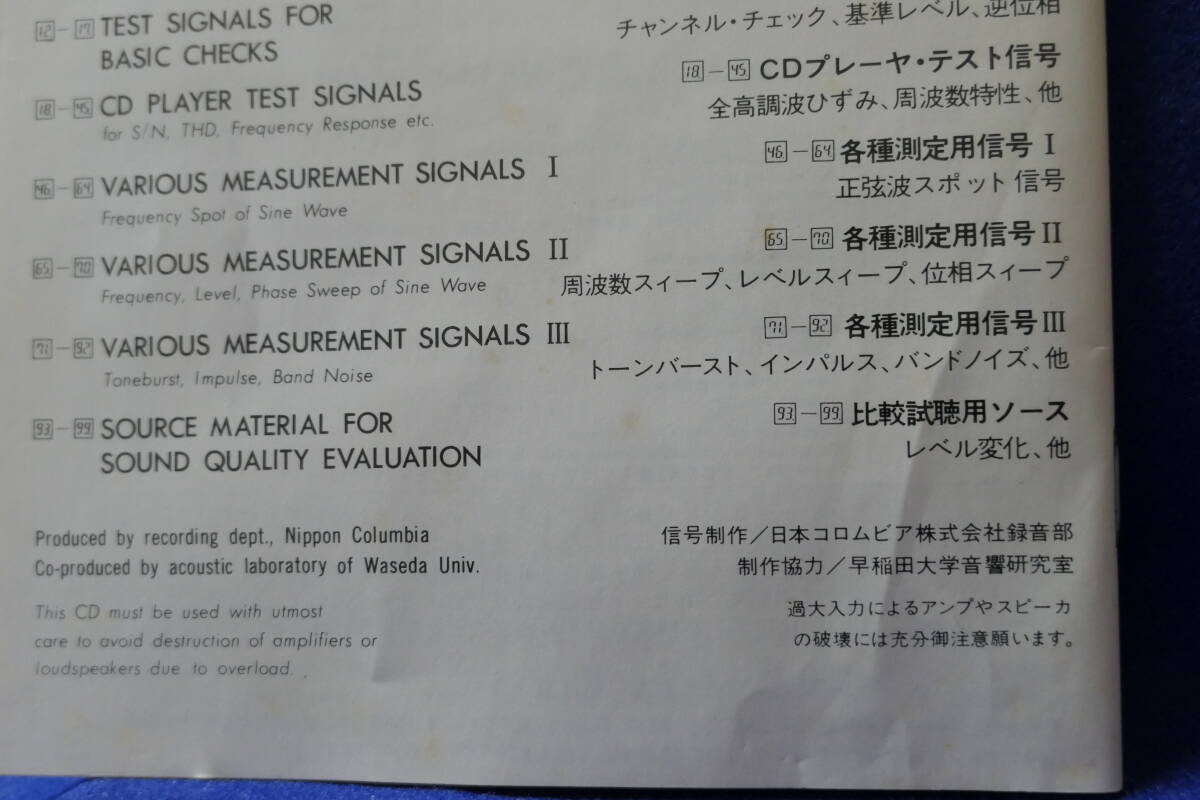 12 – 17 TEST SIGNALS FOR
BASIC CHECKS
18 – 45 CD PLAYER TEST SIGNALS
for S/N, THD, Frequency Response etc.
46 – 64 VARIOUS MEASUREMENT SIGNALS I
Frequency Spot of Sine Wave
65 – 70 VARIOUS MEASUREMENT SIGNALS II
Frequency, Level, Phase Sweep of Sine Wave
71 – 92 VARIOUS MEASUREMENT SIGNALS III
Toneburst, Impulse, Band Noise
93 – 99 SOURCE MATERIAL FOR
SOUND QUALITY EVALUATION
Produced by recording dept., Nippon Columbia
Co-produced by acoustic laboratory of Waseda Univ.
This CD must be used with utmost
care to avoid destruction of amplifiers or
loudspeakers due to overload.
チャンネル・チェック、基準レベル、逆位相
18 – 45 CDプレーヤ・テスト信号
全高調波ひずみ、周波数特性、他
46 – 64 各種測定用信号 I
正弦波スポット信号
65 – 70 各種測定用信号 II
周波数スィープ、レベルスィープ、位相スィープ
71 – 92 各種測定用信号 III
トーンバースト、インパルス、バンドノイズ、他
93 – 99 比較試聴用ソース
レベル変化、他
信号制作／日本コロムビア株式会社録音部
制作協力／早稲田大学音響研究室
過大入力によるアンプやスピーカ
の破壊には充分御注意願います。